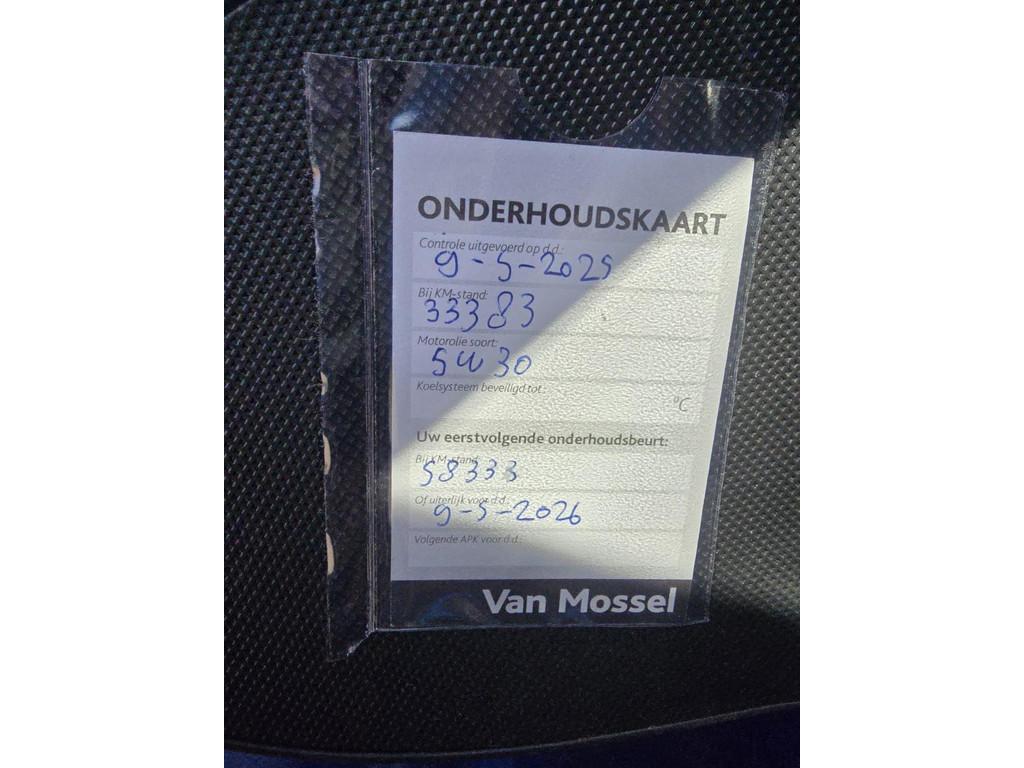 ONDERHOUDSKAART
Controle uitgevoerd op d.d.:
9-5-2025
Bij KM-stand:
33383
Motorolie soort:
5W30
Koelsysteem beveiligd tot:
°C
Uw eerstvolgende onderhoudsbeurt:
Bij KM-stand:
58333
Of uiterlijk voor d.d.:
9-5-2026
Volgende APK voor d.d.:
Van Mossel